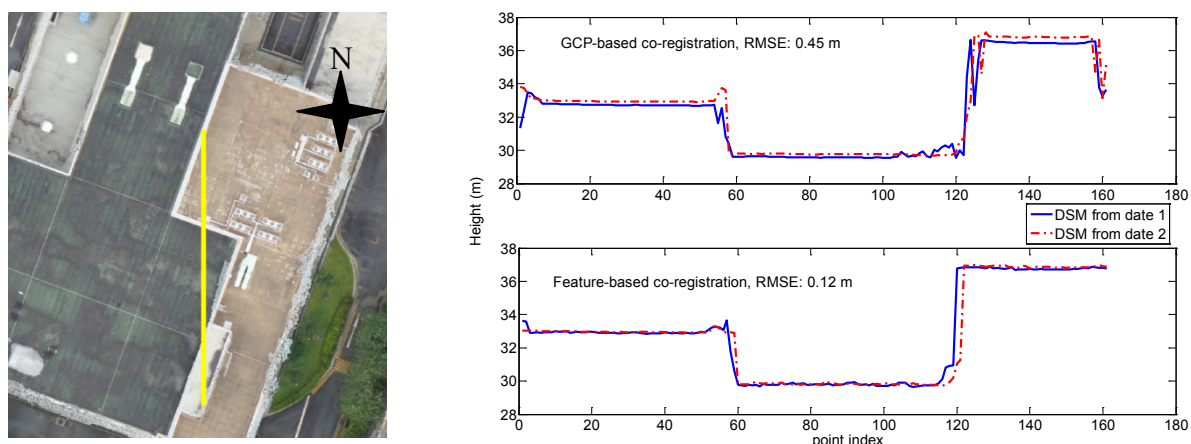 N
38
36
34
32
30
28
GCP-based co-registration, RMSE: 0.45 m
0 20 40 60 80 100 120 140 160 180
Height (m)
DSM from date 1
DSM from date 2
38
36
34
32
30
28
Feature-based co-registration, RMSE: 0.12 m
0 20 40 60 80 100 120 140 160 180
point index